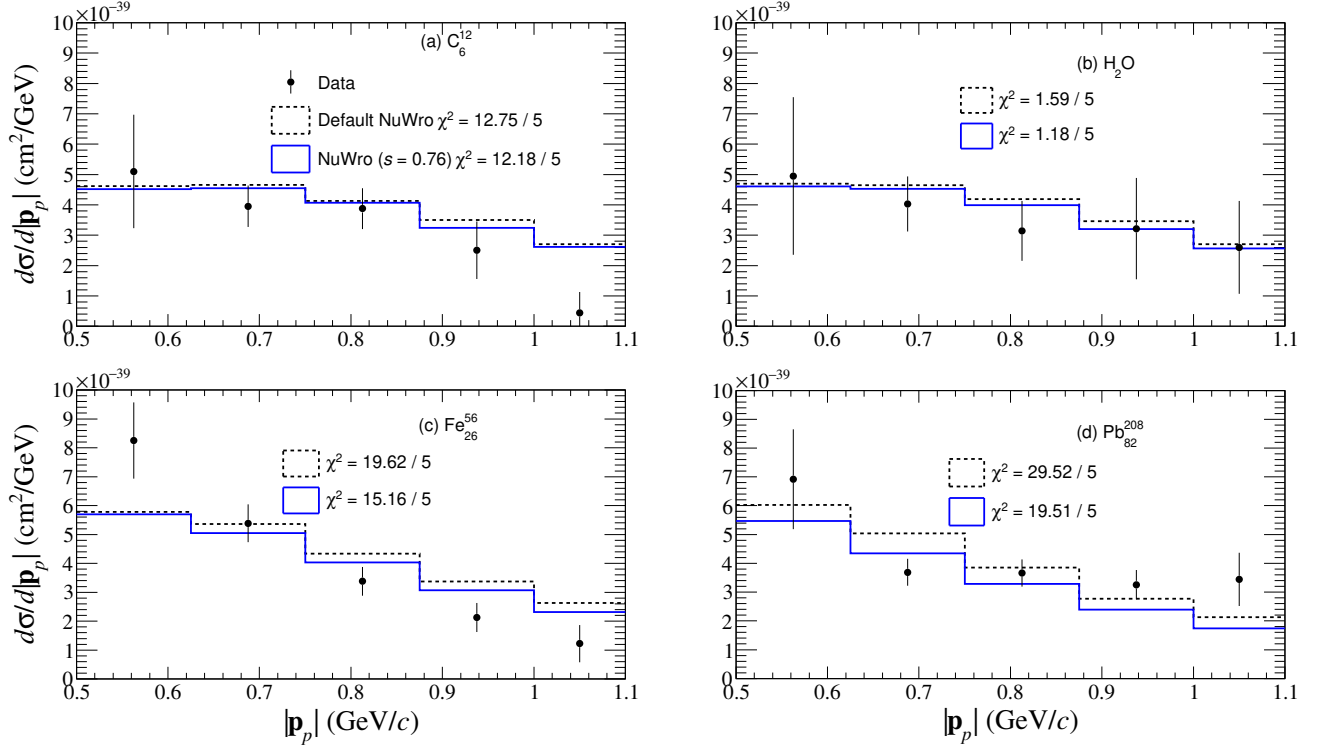 ×10⁻³⁹
10
9
8
7
6
5
4
3
2
1
0
0.5 0.6 0.7 0.8 0.9 1 1.1
dσ/d|p_p| (cm²/GeV)
(a) C₆¹²
Data
Default NuWro χ² = 12.75 / 5
NuWro (s = 0.76) χ² = 12.18 / 5
×10⁻³⁹
10
9
8
7
6
5
4
3
2
1
0
0.5 0.6 0.7 0.8 0.9 1 1.1
(b) H₂O
χ² = 1.59 / 5
χ² = 1.18 / 5
×10⁻³⁹
10
9
8
7
6
5
4
3
2
1
0
0.5 0.6 0.7 0.8 0.9 1 1.1
dσ/d|p_p| (cm²/GeV)
|p_p| (GeV/c)
(c) Fe₂₆⁵⁶
χ² = 19.62 / 5
χ² = 15.16 / 5
×10⁻³⁹
10
9
8
7
6
5
4
3
2
1
0
0.5 0.6 0.7 0.8 0.9 1 1.1
|p_p| (GeV/c)
(d) Pb₈₂²⁰⁸
χ² = 29.52 / 5
χ² = 19.51 / 5